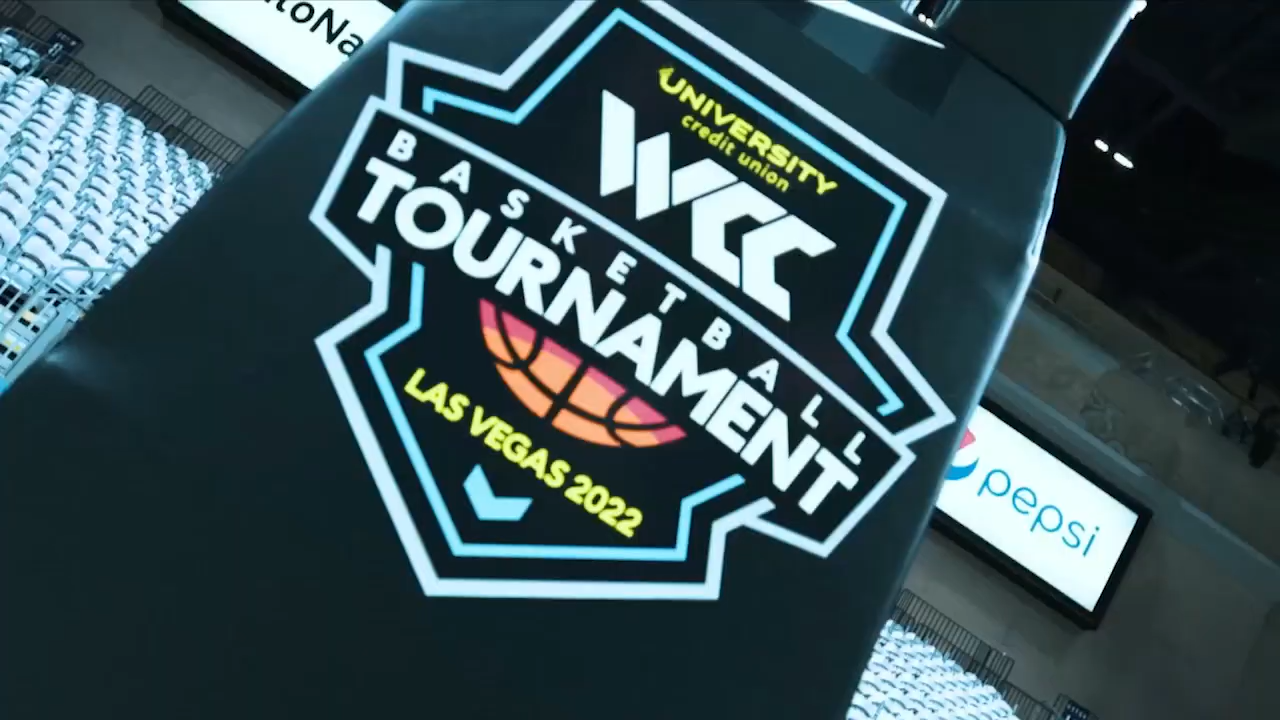 UNIVERSITY
credit union
WCC
BASKETBALL
TOURNAMENT
LAS VEGAS 2022
pepsi